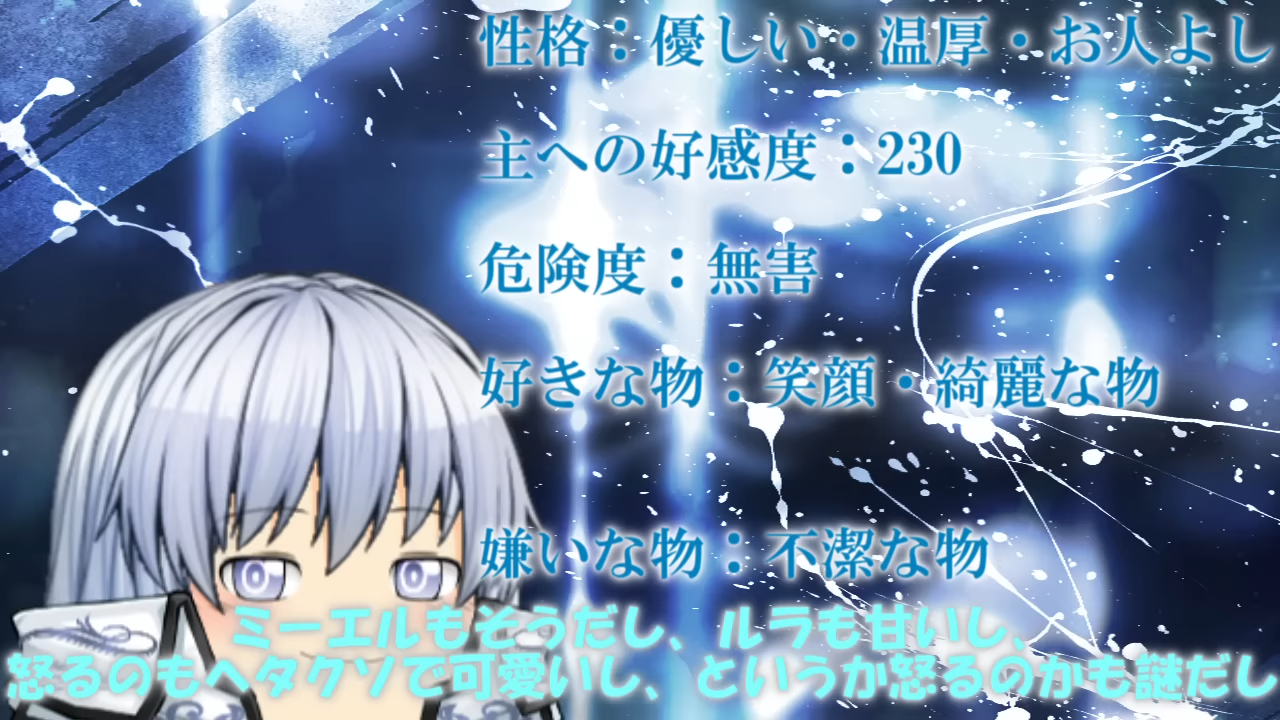 性格：優しい・温厚・お人よし
主への好感度：230
危険度：無害
好きな物：笑顔・綺麗な物
嫌いな物：不潔な物
ミーエルもそうだし、ルラも甘いし、
怒るのもヘタクソで可愛いし、というか怒るのかも謎だし